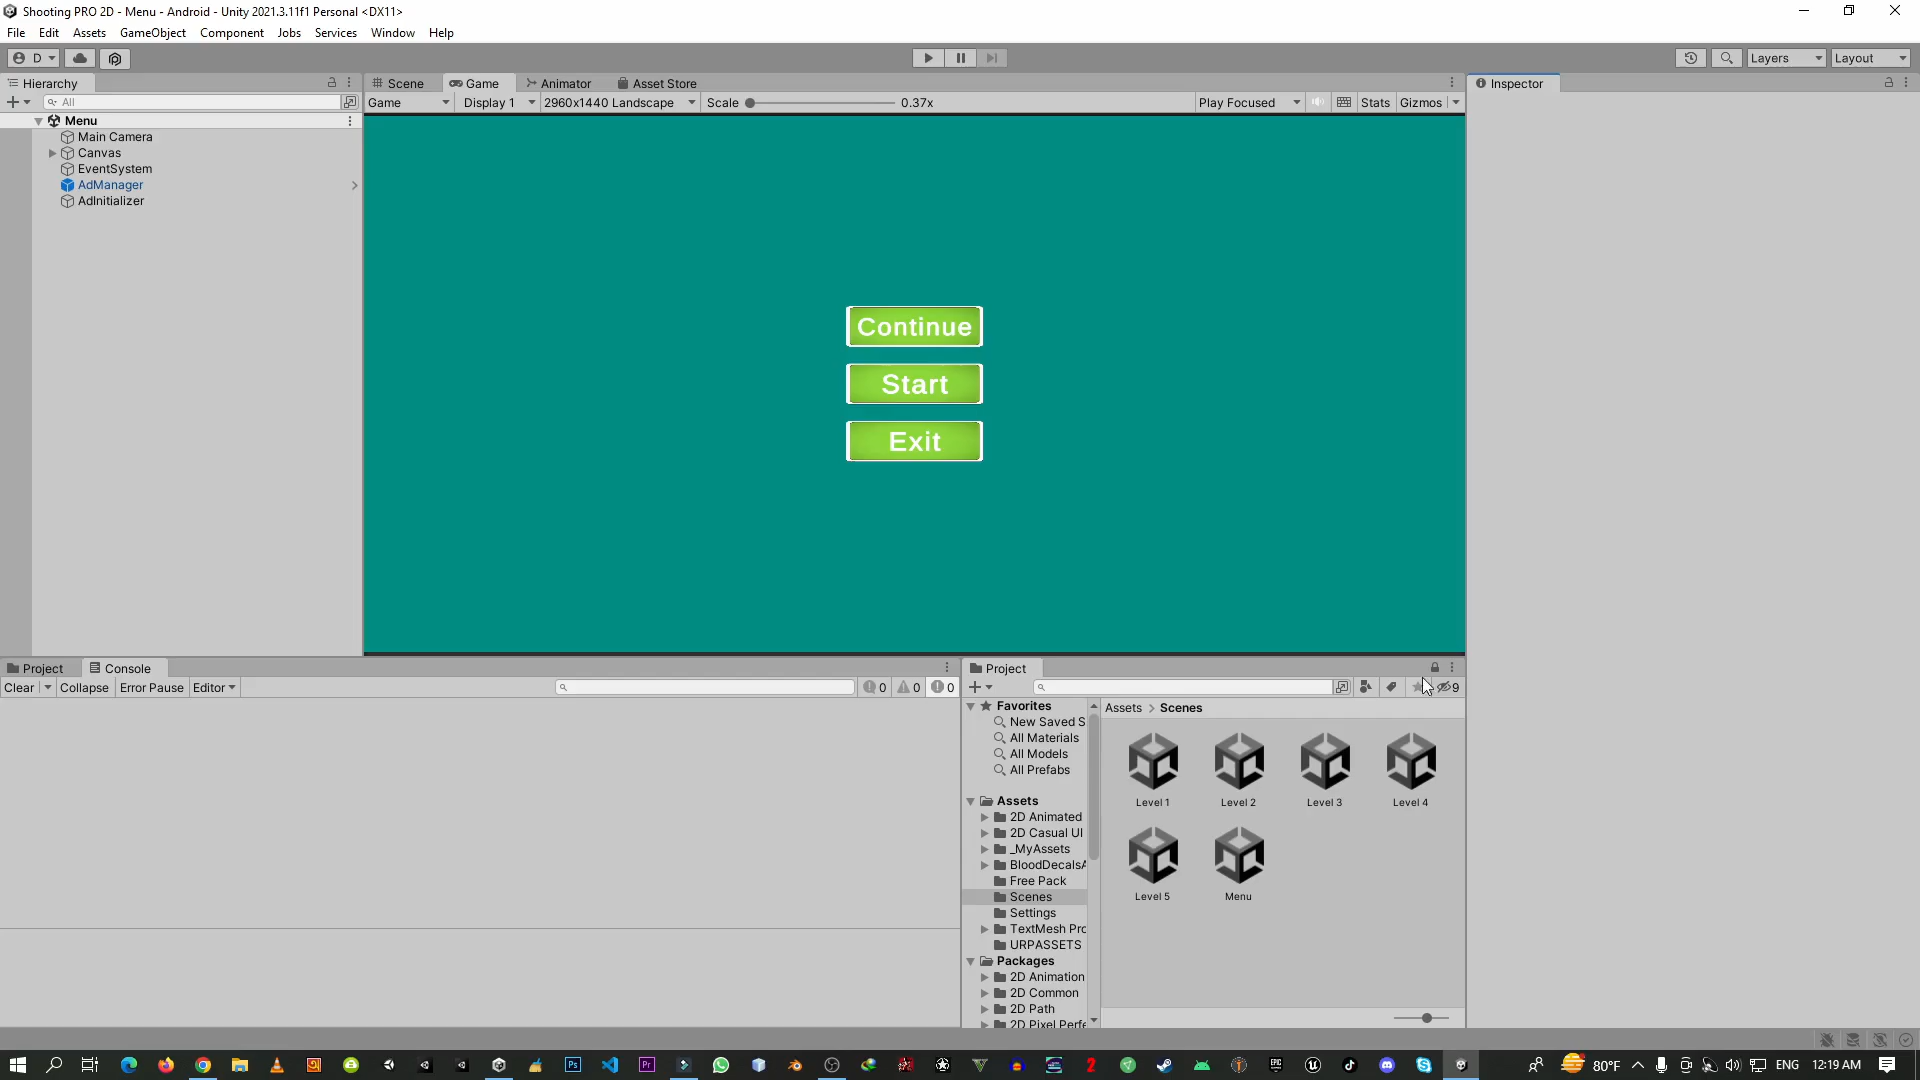 Shooting PRO 2D - Menu - Android - Unity 2021.3.11f1 Personal <DX11>
File Edit Assets GameObject Component Jobs Services Window Help
D Layers Layout
Hierarchy Scene Game Animator Asset Store Inspector
All Game Display 1 2960x1440 Landscape Scale 0.37x Play Focused Stats Gizmos
Menu
Main Camera
Canvas
EventSystem
AdManager
AdInitializer
Continue
Start
Exit
Project Console
Clear Collapse Error Pause Editor 0 0 0
Project
9
Favorites
New Saved S
All Materials
All Models
All Prefabs
Assets
2D Animated
2D Casual UI
_MyAssets
BloodDecalsA
Free Pack
Scenes
Settings
TextMesh Pro
URPASSETS
Packages
2D Animation
2D Common
2D Path
2D Pixel Perfe
Assets > Scenes
Level 1 Level 2 Level 3 Level 4
Level 5 Menu
80°F ENG 12:19 AM